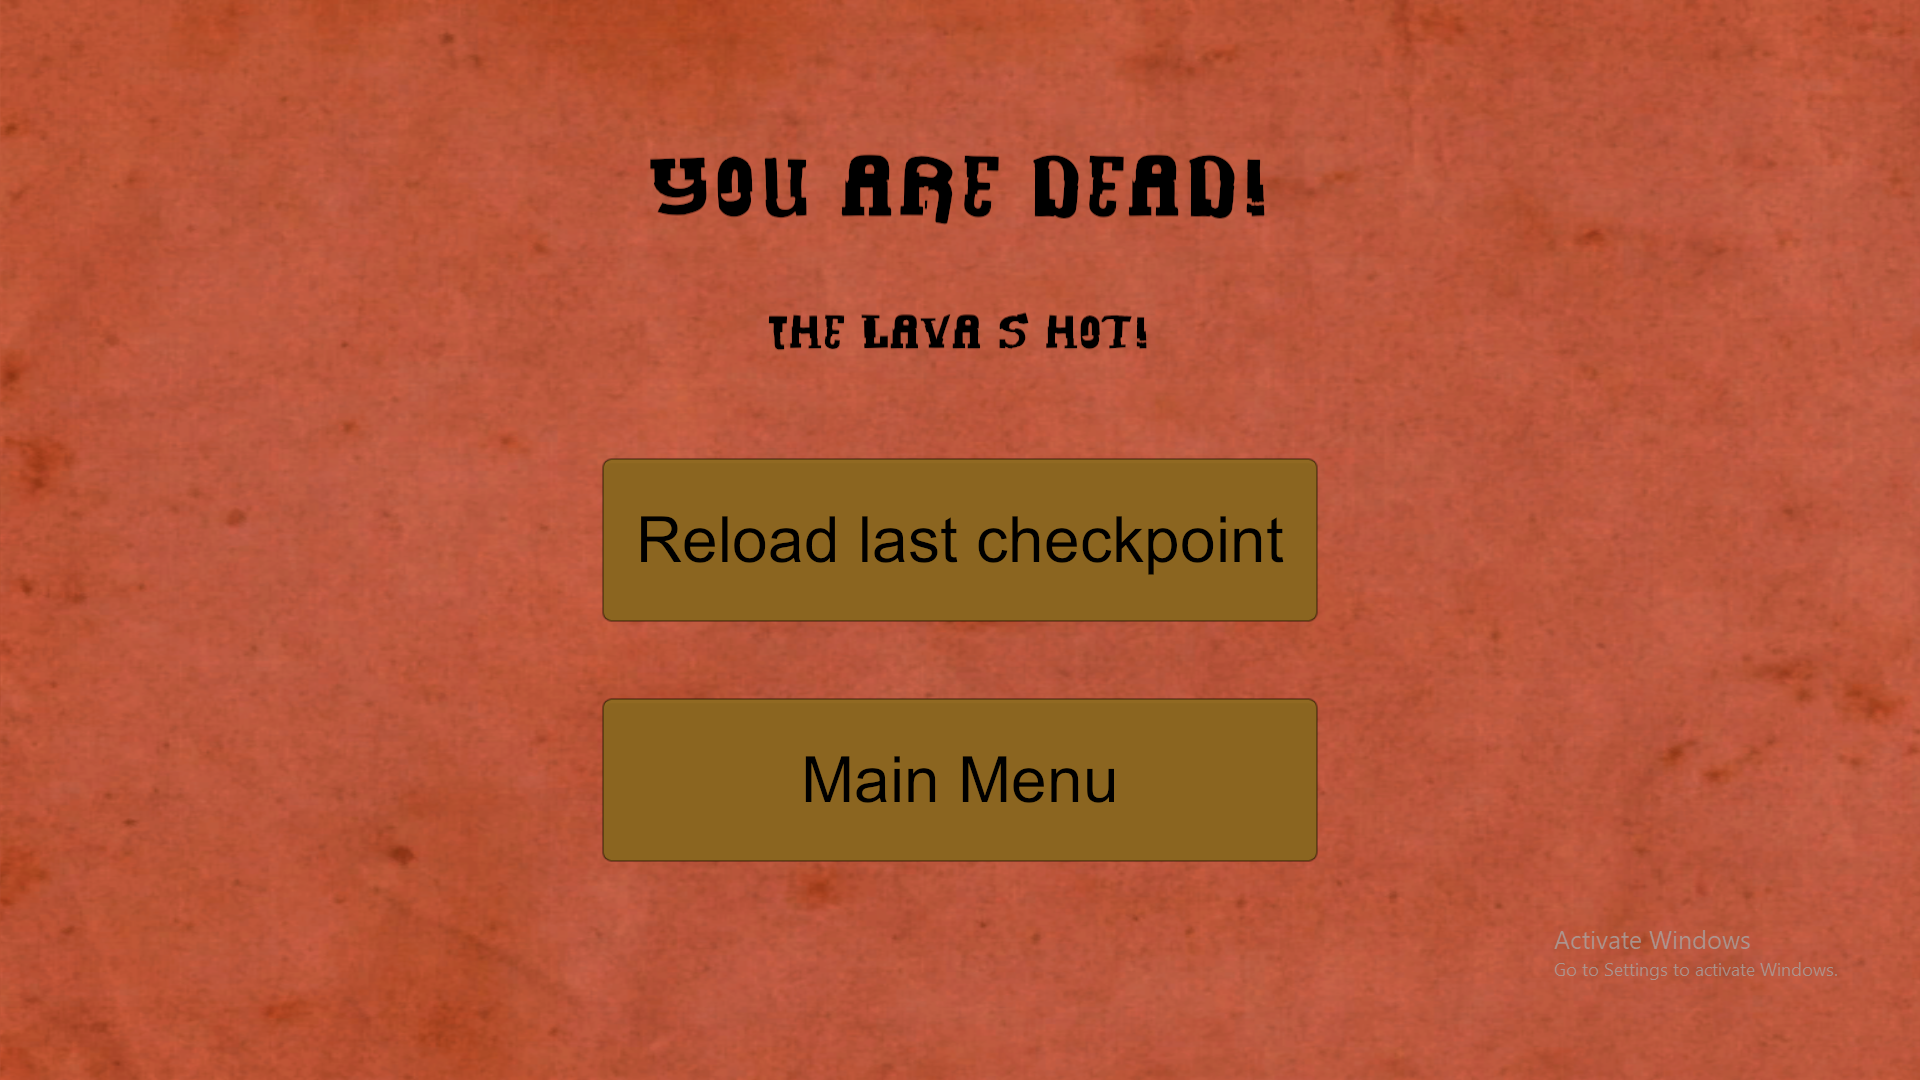 YOU ARE DEAD!
THE LAVA S HOT!
Reload last checkpoint
Main Menu
Activate Windows
Go to Settings to activate Windows.